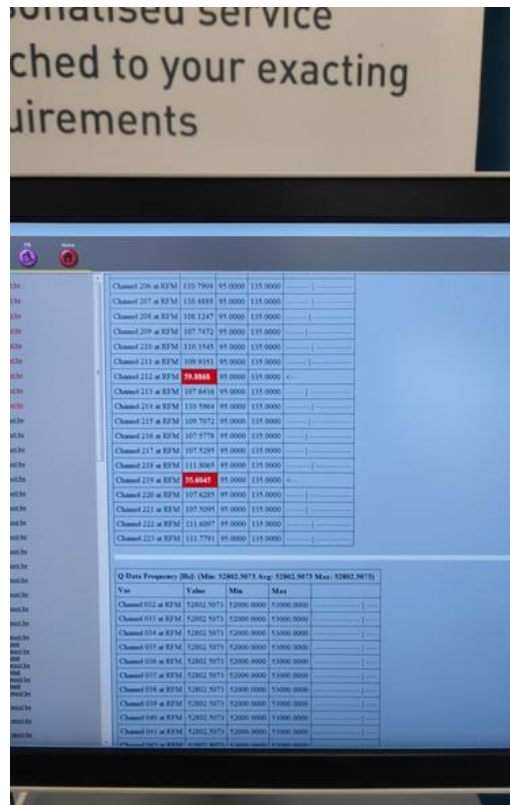 onalised service
ched to your exacting
uirements
Channel 206 at RFM 110.7904 95.0000 135.0000
Channel 207 at RFM 110.4889 95.0000 135.0000
Channel 208 at RFM 108.1247 95.0000 135.0000
Channel 209 at RFM 107.7472 95.0000 135.0000
Channel 210 at RFM 110.3545 95.0000 135.0000
Channel 211 at RFM 109.9351 95.0000 135.0000
Channel 212 at RFM 59.8868 95.0000 135.0000 <--
Channel 213 at RFM 107.6416 95.0000 135.0000
Channel 214 at RFM 110.5964 95.0000 135.0000
Channel 215 at RFM 109.7072 95.0000 135.0000
Channel 216 at RFM 107.5778 95.0000 135.0000
Channel 217 at RFM 107.5295 95.0000 135.0000
Channel 218 at RFM 111.8065 95.0000 135.0000
Channel 219 at RFM 55.6045 95.0000 135.0000 <--
Channel 220 at RFM 107.6285 95.0000 135.0000
Channel 221 at RFM 107.5095 95.0000 135.0000
Channel 222 at RFM 111.6097 95.0000 135.0000
Channel 223 at RFM 111.7791 95.0000 135.0000
Q Data Frequency [Hz]: (Min: 52802.5073 Avg: 52802.5073 Max: 52802.5073)
Var Value Min Max
Channel 032 at RFM 52802.5073 52000.0000 53000.0000
Channel 033 at RFM 52802.5073 52000.0000 53000.0000
Channel 034 at RFM 52802.5073 52000.0000 53000.0000
Channel 035 at RFM 52802.5073 52000.0000 53000.0000
Channel 036 at RFM 52802.5073 52000.0000 53000.0000
Channel 037 at RFM 52802.5073 52000.0000 53000.0000
Channel 038 at RFM 52802.5073 52000.0000 53000.0000
Channel 039 at RFM 52802.5073 52000.0000 53000.0000
Channel 040 at RFM 52802.5073 52000.0000 53000.0000
Channel 041 at RFM 52802.5073 52000.0000 53000.0000